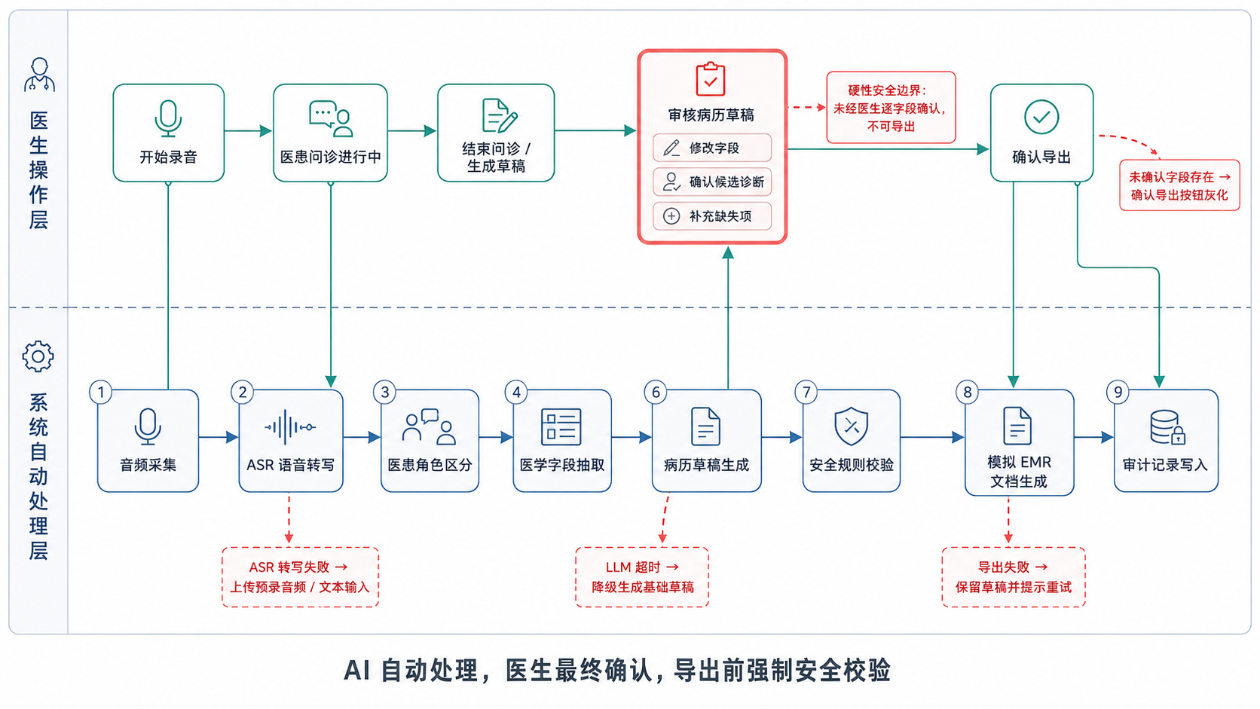 医生操作层
开始录音
医患问诊进行中
结束问诊 /
生成草稿
审核病历草稿
修改字段
确认候选诊断
补充缺失项
硬性安全边界：
未经医生逐字段确认，
不可导出
确认导出
未确认字段存在 →
确认导出按钮灰化
系统自动处理层
1
音频采集
2
ASR 语音转写
3
医患角色区分
4
医学字段抽取
6
病历草稿生成
7
安全规则校验
8
模拟 EMR
文档生成
9
审计记录写入
ASR 转写失败 →
上传预录音频 / 文本输入
LLM 超时 →
降级生成基础草稿
导出失败 →
保留草稿并提示重试
AI 自动处理，医生最终确认，导出前强制安全校验